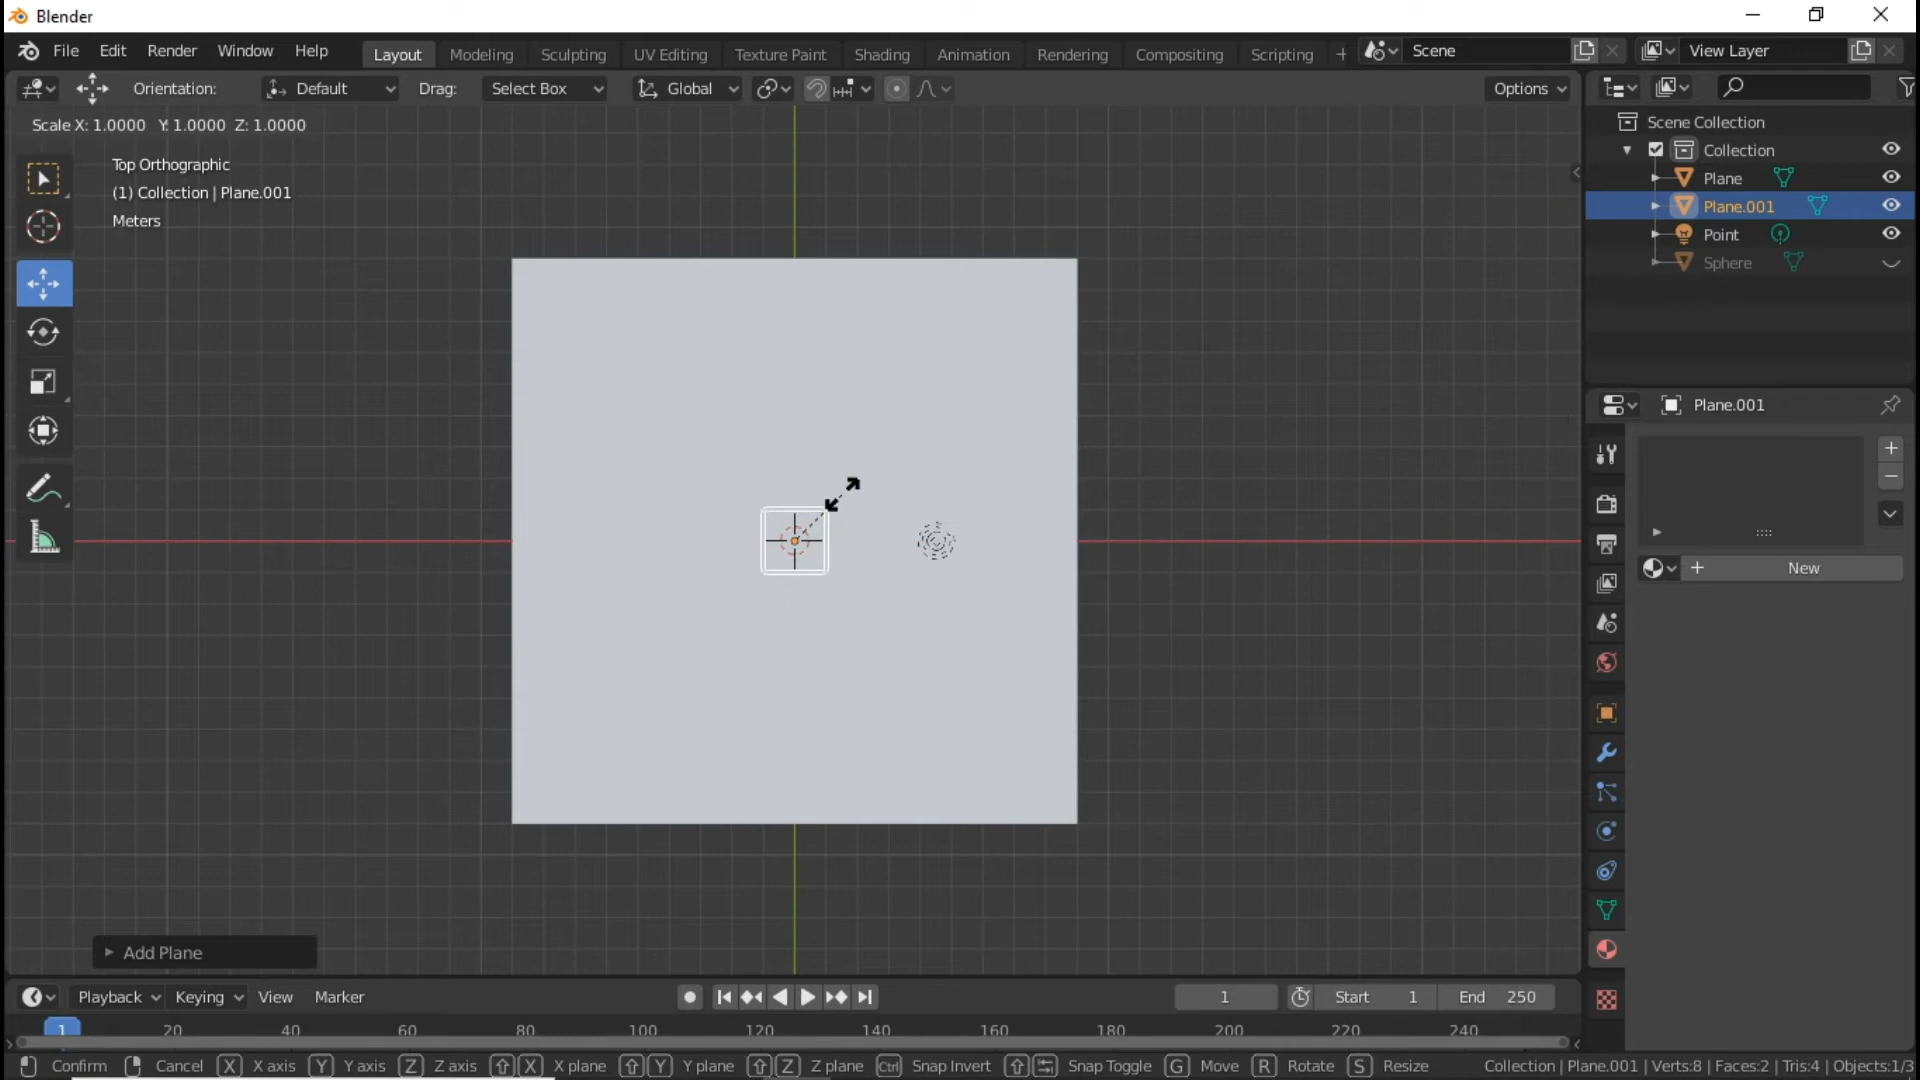 Blender
File Edit Render Window Help Layout Modeling Sculpting UV Editing Texture Paint Shading Animation Rendering Compositing Scripting + Scene View Layer
Orientation: Default Drag: Select Box Global Options
Scale X: 1.0000 Y: 1.0000 Z: 1.0000
Top Orthographic
(1) Collection | Plane.001
Meters
Scene Collection
Collection
Plane
Plane.001
Point
Sphere
Plane.001
+ New
Add Plane
Playback Keying View Marker 1 Start 1 End 250
1 20 40 60 80 100 120 140 160 180 200 220 240
Confirm Cancel X X axis Y Y axis Z Z axis X X plane Y Y plane Z Z plane Ctrl Snap Invert Snap Toggle G Move R Rotate S Resize Collection | Plane.001 | Verts:8 | Faces:2 | Tris:4 | Objects:1/3